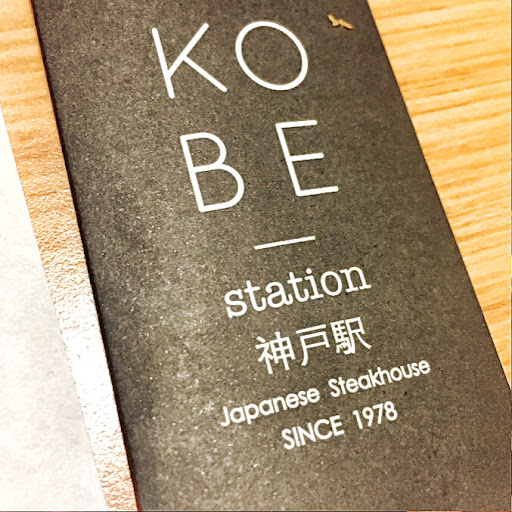 KO
BE
station
神戸駅
Japanese Steakhouse
SINCE 1978